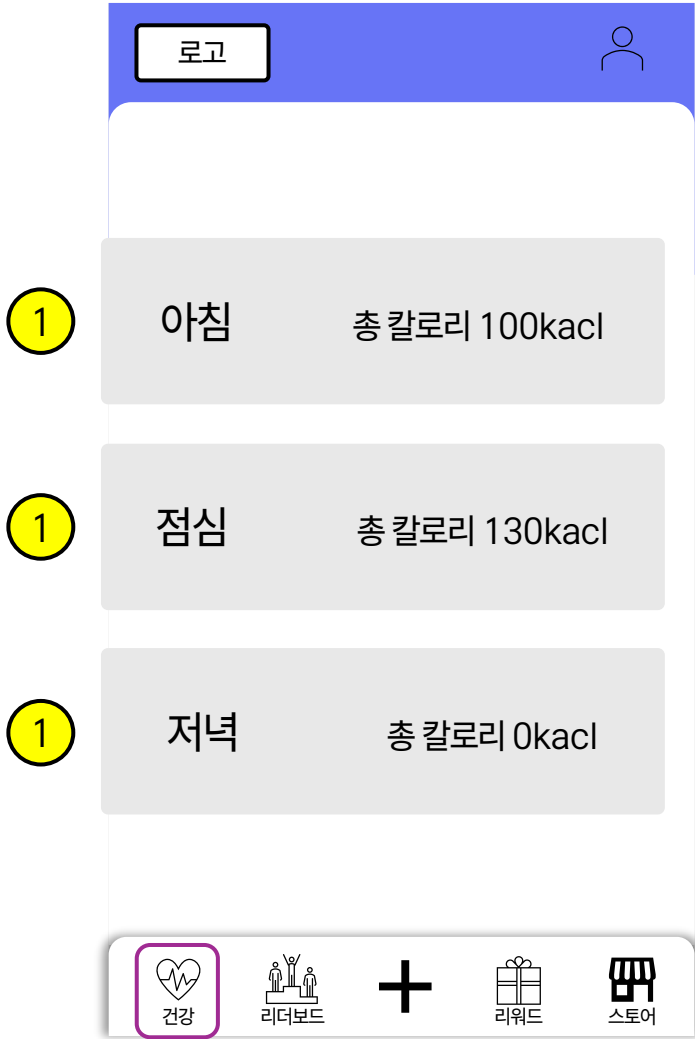 로고
1
아침 총 칼로리 100kacl
1
점심 총 칼로리 130kacl
1
저녁 총 칼로리 0kacl
건강 리더보드 리워드 스토어